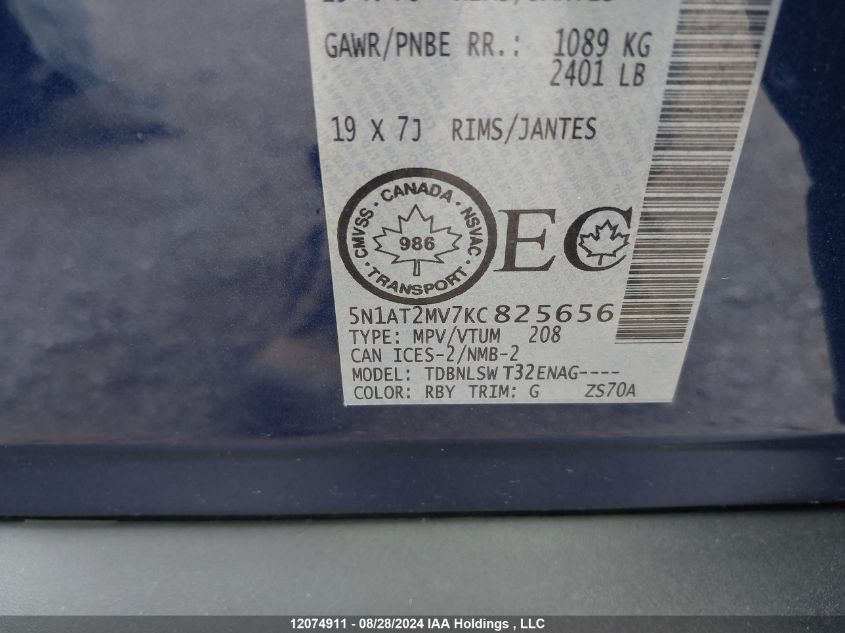 GAWR/PNBE RR.: 1089 KG
2401 LB
19 X 7J RIMS/JANTES
CMVSS · CANADA · NSVAC · TRANSPORT ·
986
EC
5N1AT2MV7KC825656
TYPE: MPV/VTUM 208
CAN ICES-2/NMB-2
MODEL: TDBNLSW T32ENAG----
COLOR: RBY TRIM: G ZS70A
12074911 - 08/28/2024 IAA Holdings , LLC